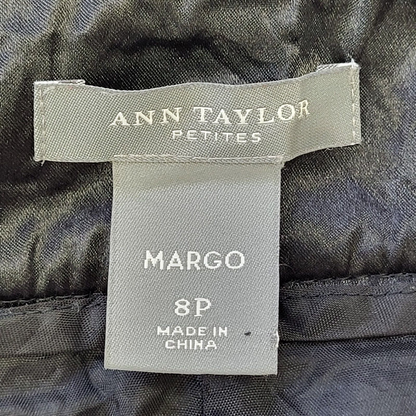 ANN TAYLOR
PETITES
MARGO
8P
MADE IN
CHINA